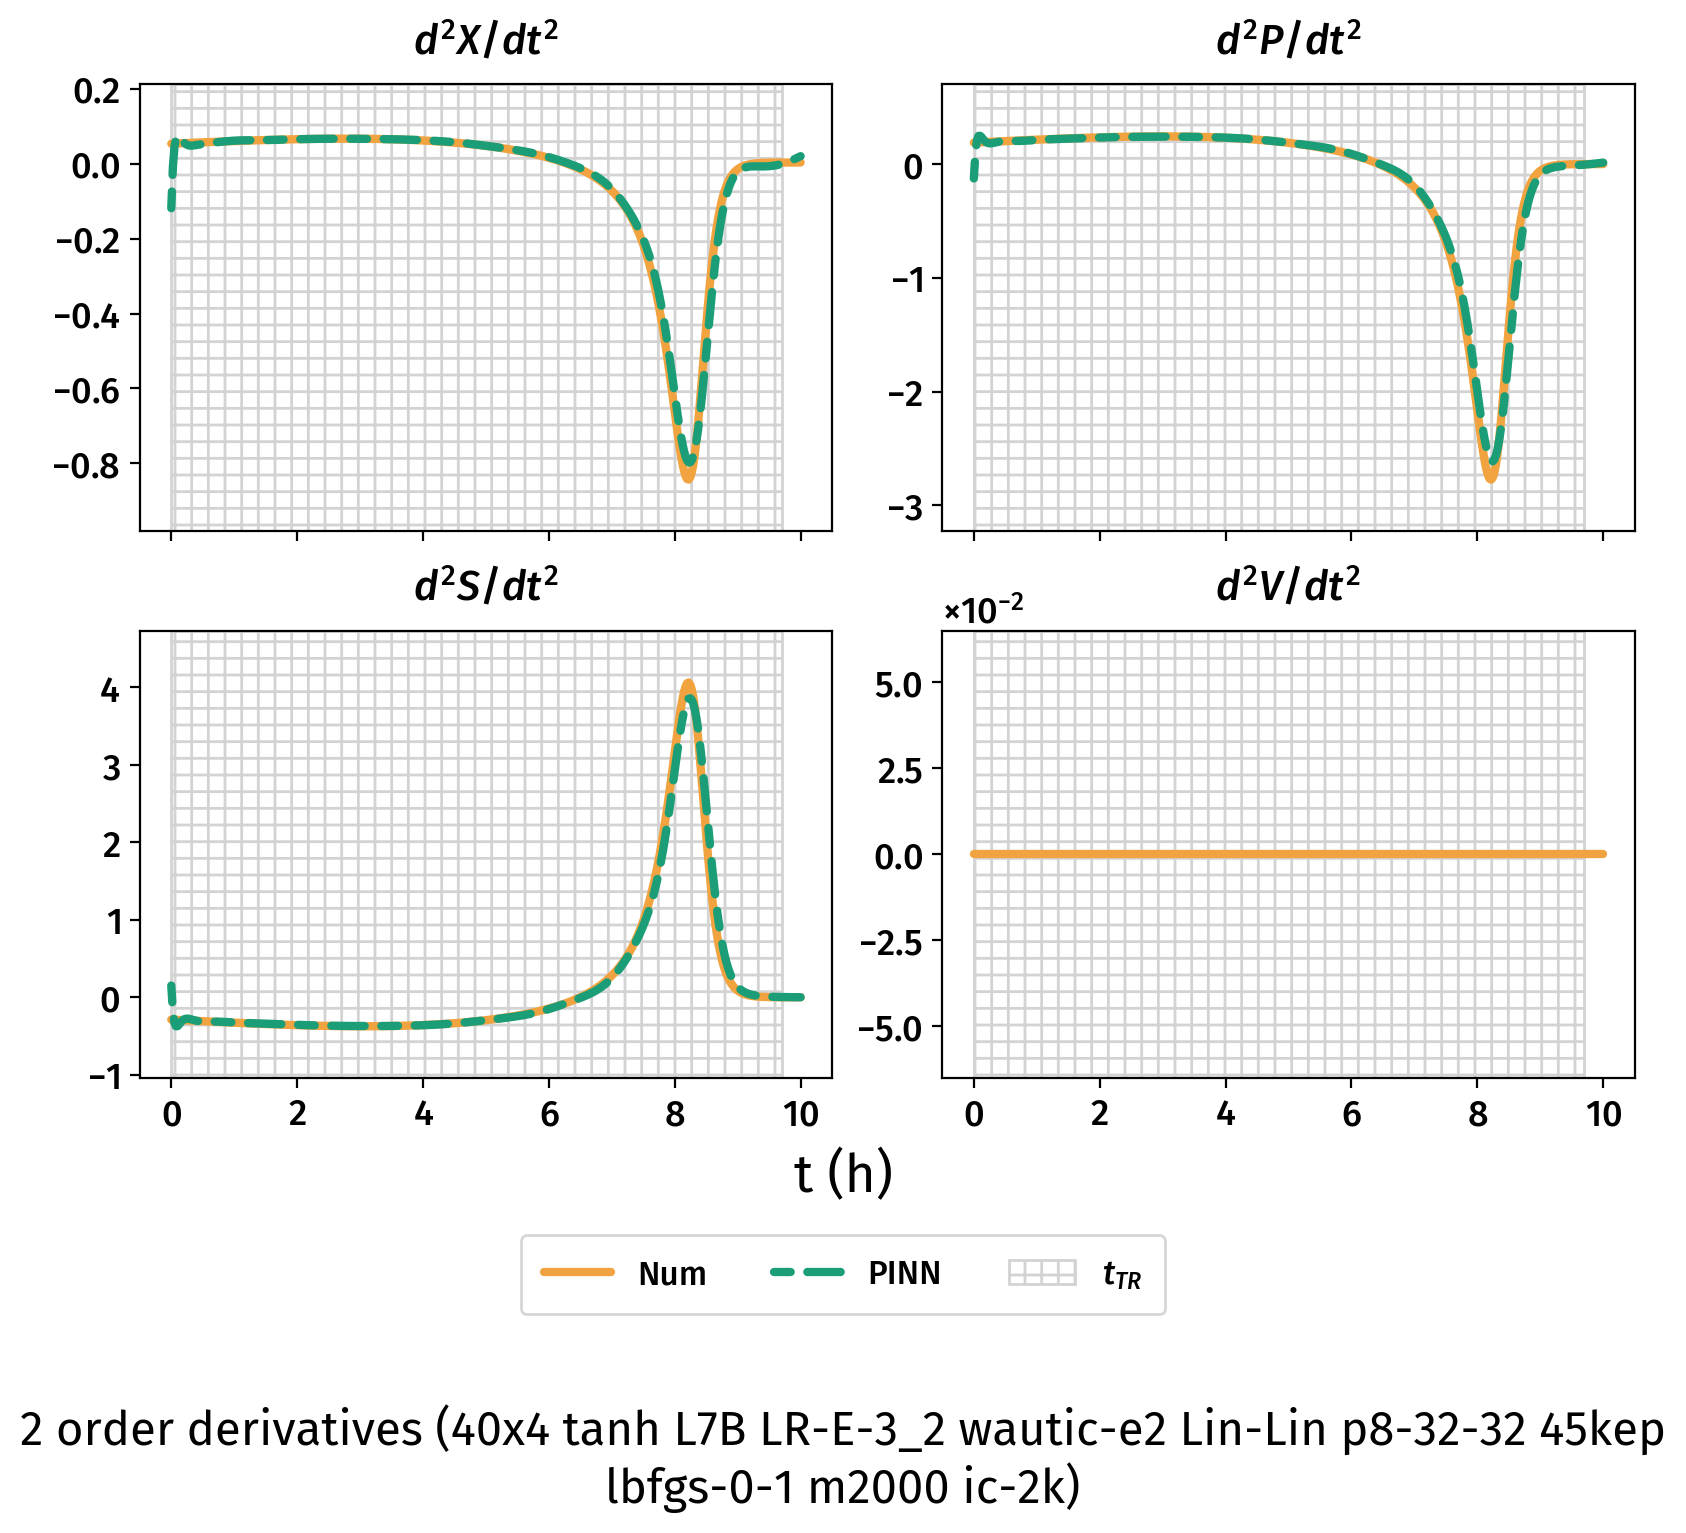 d²X/dt²
d²P/dt²
0.2
0.0
−0.2
−0.4
−0.6
−0.8
0
−1
−2
−3
d²S/dt²
d²V/dt²
×10⁻²
4
3
2
1
0
−1
5.0
2.5
0.0
−2.5
−5.0
0 2 4 6 8 10
0 2 4 6 8 10
t (h)
Num PINN t_TR
2 order derivatives (40x4 tanh L7B LR-E-3_2 wautic-e2 Lin-Lin p8-32-32 45kep
lbfgs-0-1 m2000 ic-2k)